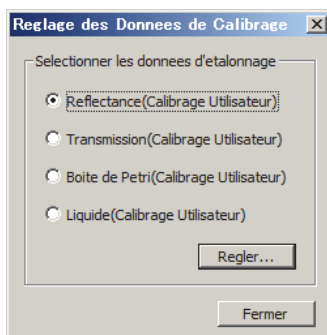 Reglage des Donnees de Calibrage
Selectionner les donnees d'etalonnage
Reflectance(Calibrage Utilisateur)
Transmission(Calibrage Utilisateur)
Boite de Petri(Calibrage Utilisateur)
Liquide(Calibrage Utilisateur)
Regler...
Fermer